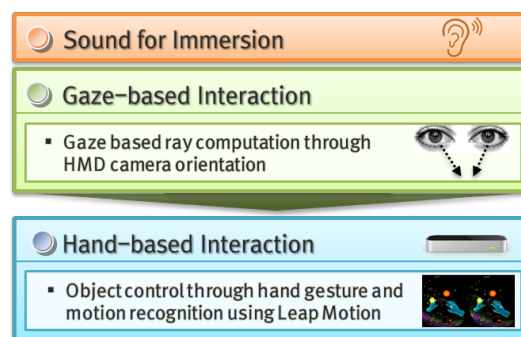 Sound for Immersion
Gaze-based Interaction
▪ Gaze based ray computation through
HMD camera orientation
Hand-based Interaction
▪ Object control through hand gesture and
motion recognition using Leap Motion